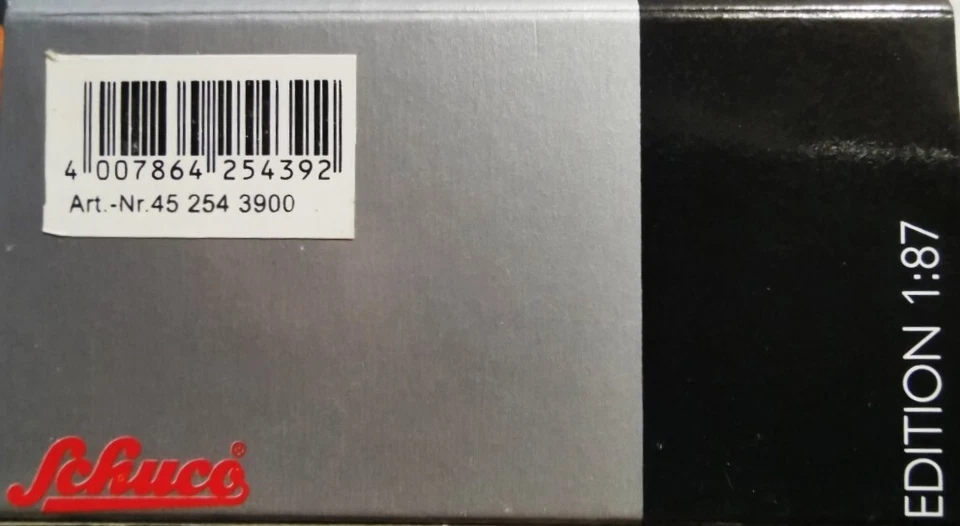 4 007864 254392
Art.-Nr.45 254 3900
Schuco®
EDITION 1:87